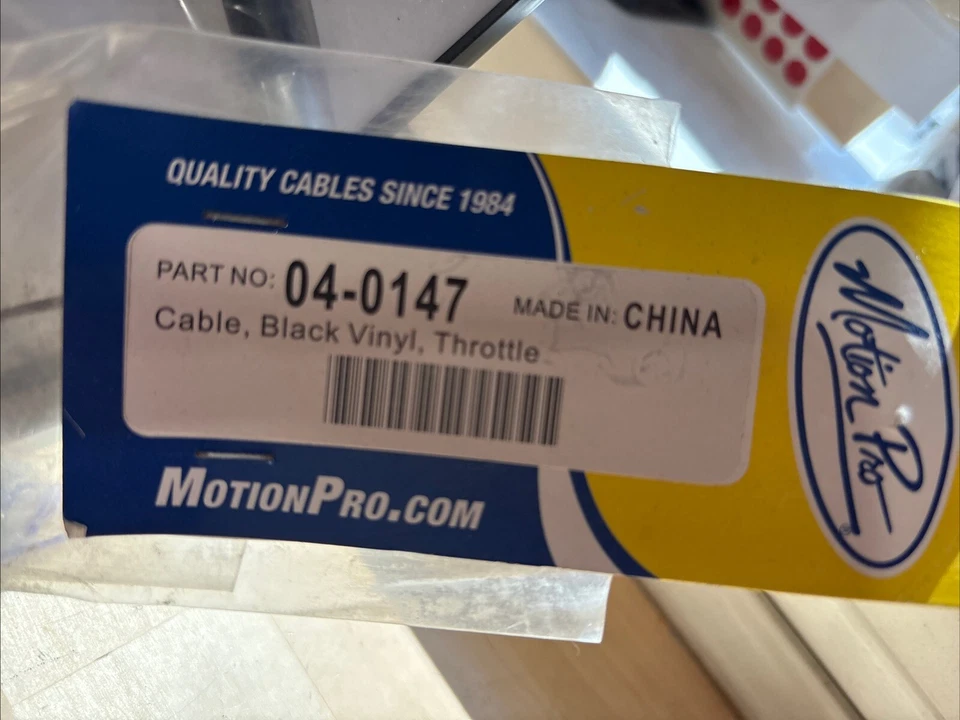 QUALITY CABLES SINCE 1984
PART NO: 04-0147 MADE IN: CHINA
Cable, Black Vinyl, Throttle
MOTIONPRO.COM
Motion Pro®